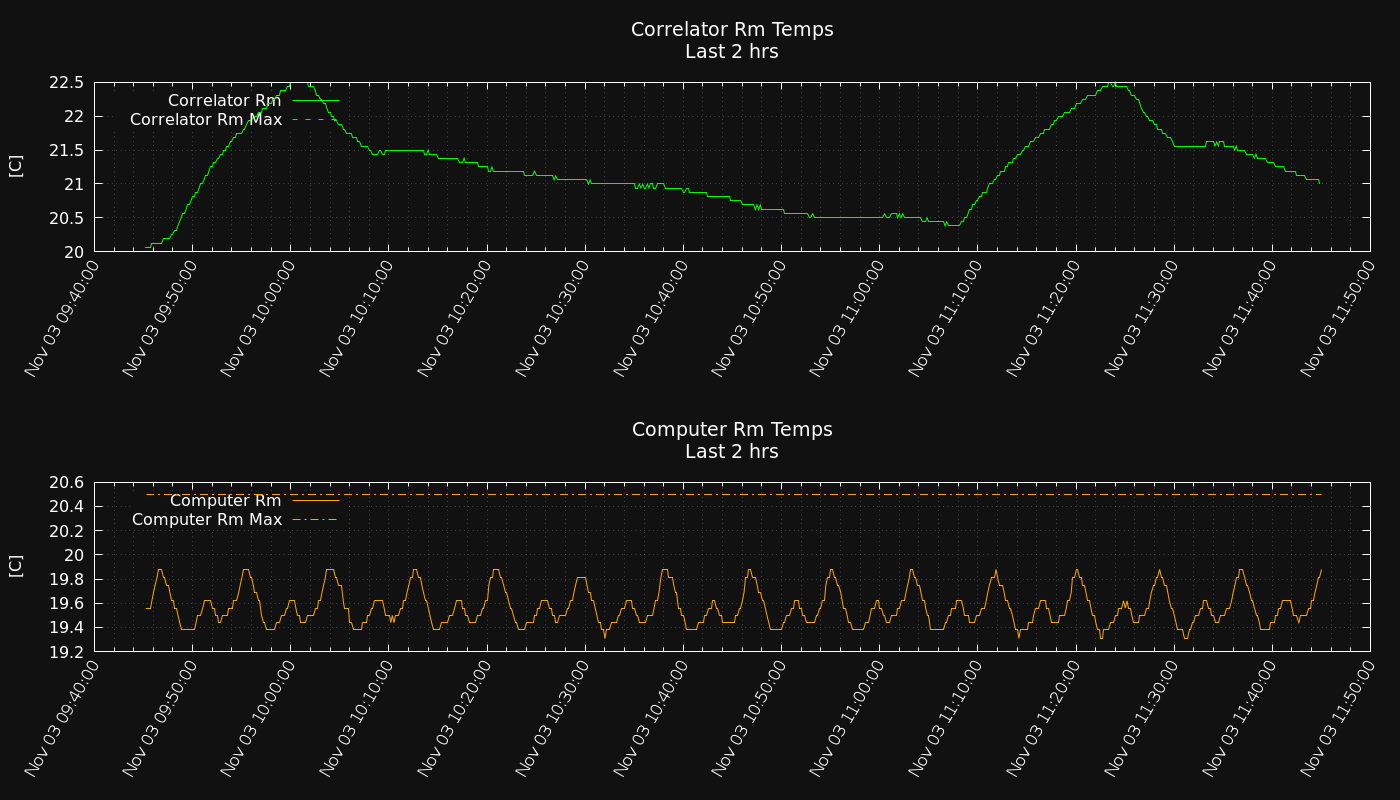 Correlator Rm Temps
Last 2 hrs
[C]
22.5
22
21.5
21
20.5
20
Correlator Rm
Correlator Rm Max
Nov 03 09:40:00
Nov 03 09:50:00
Nov 03 10:00:00
Nov 03 10:10:00
Nov 03 10:20:00
Nov 03 10:30:00
Nov 03 10:40:00
Nov 03 10:50:00
Nov 03 11:00:00
Nov 03 11:10:00
Nov 03 11:20:00
Nov 03 11:30:00
Nov 03 11:40:00
Nov 03 11:50:00
Computer Rm Temps
Last 2 hrs
[C]
20.6
20.4
20.2
20
19.8
19.6
19.4
19.2
Computer Rm
Computer Rm Max
Nov 03 09:40:00
Nov 03 09:50:00
Nov 03 10:00:00
Nov 03 10:10:00
Nov 03 10:20:00
Nov 03 10:30:00
Nov 03 10:40:00
Nov 03 10:50:00
Nov 03 11:00:00
Nov 03 11:10:00
Nov 03 11:20:00
Nov 03 11:30:00
Nov 03 11:40:00
Nov 03 11:50:00